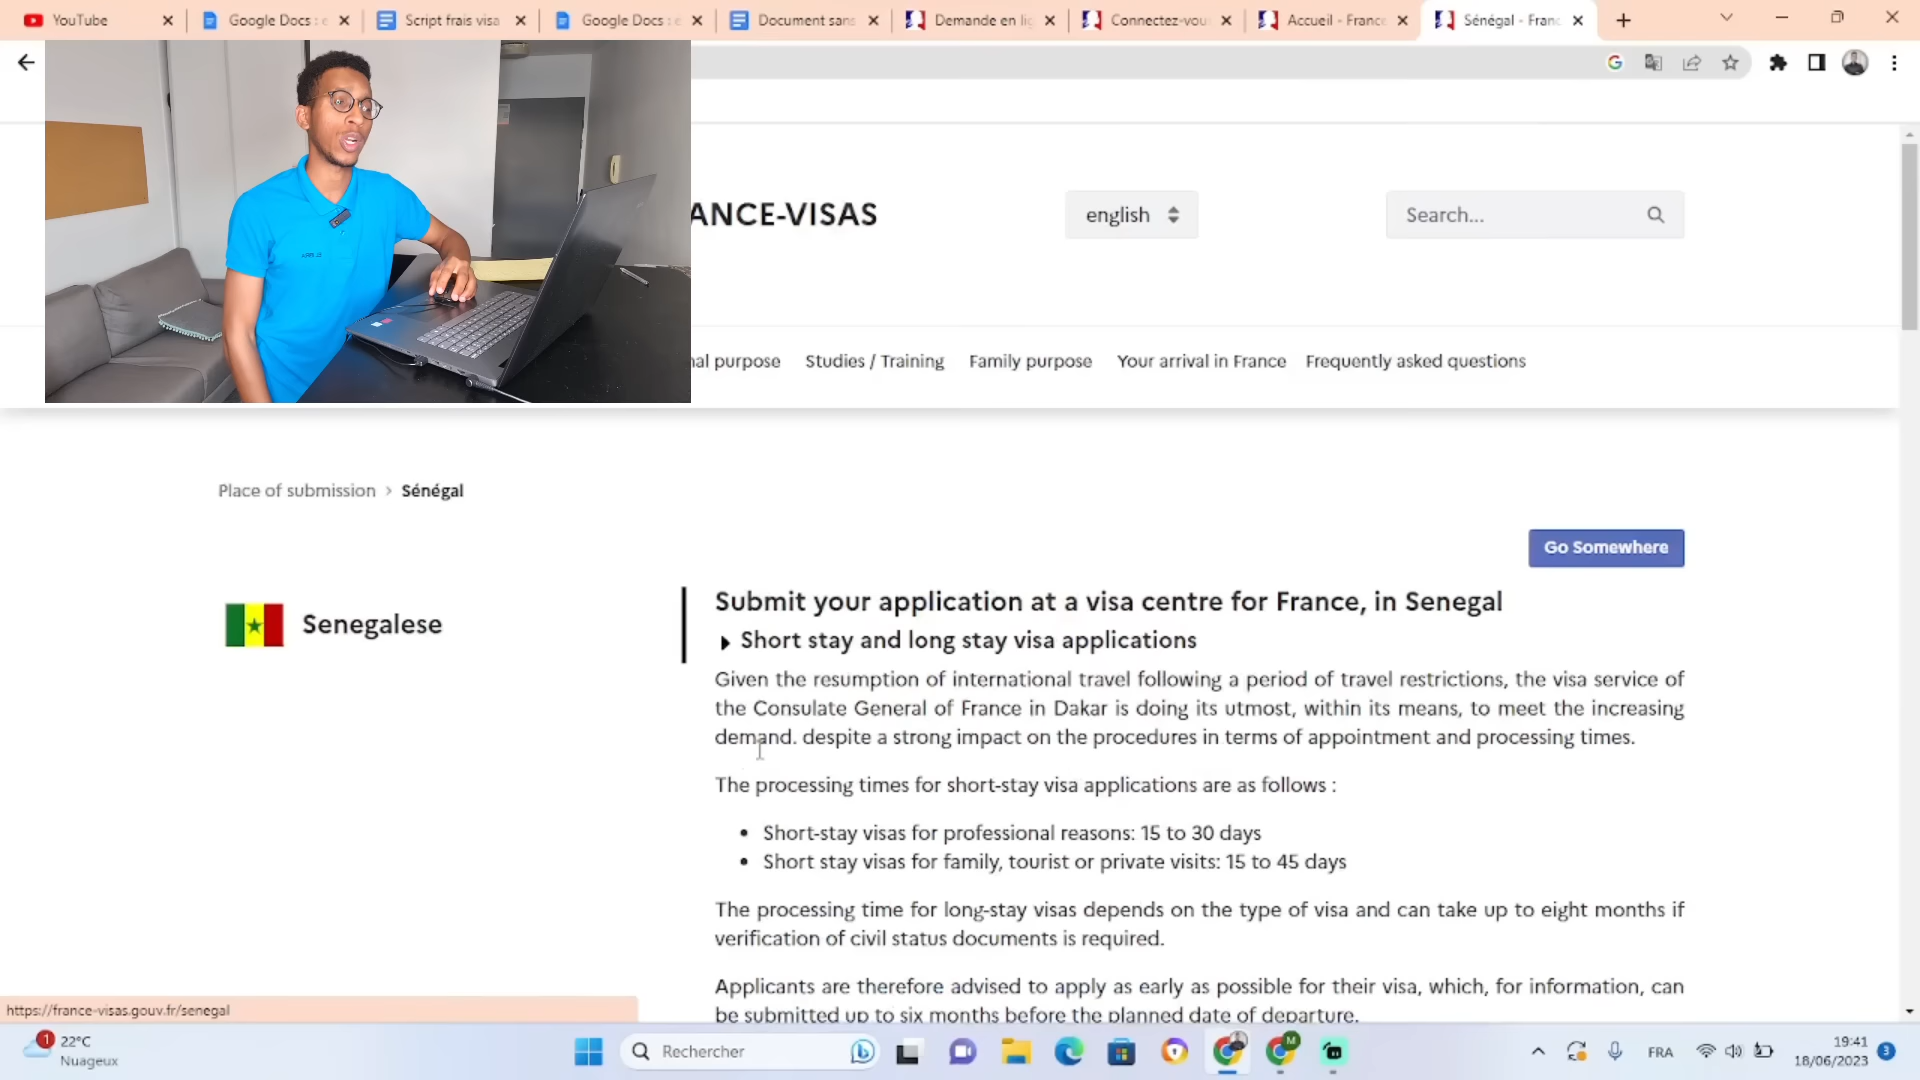 YouTube
Google Docs : e
Script frais visa
Google Docs : e
Document sans
Demande en lig
Connectez-vous
Accueil - France
Sénégal - Franc
ANCE-VISAS
english
Search...
nal purpose
Studies / Training
Family purpose
Your arrival in France
Frequently asked questions
Place of submission > Sénégal
Go Somewhere
Senegalese
Submit your application at a visa centre for France, in Senegal
Short stay and long stay visa applications
Given the resumption of international travel following a period of travel restrictions, the visa service of
the Consulate General of France in Dakar is doing its utmost, within its means, to meet the increasing
demand. despite a strong impact on the procedures in terms of appointment and processing times.
The processing times for short-stay visa applications are as follows :
• Short-stay visas for professional reasons: 15 to 30 days
• Short stay visas for family, tourist or private visits: 15 to 45 days
The processing time for long-stay visas depends on the type of visa and can take up to eight months if
verification of civil status documents is required.
Applicants are therefore advised to apply as early as possible for their visa, which, for information, can
be submitted up to six months before the planned date of departure.
https://france-visas.gouv.fr/senegal
1
22°C
Nuageux
Rechercher
M
FRA
19:41
18/06/2023
3